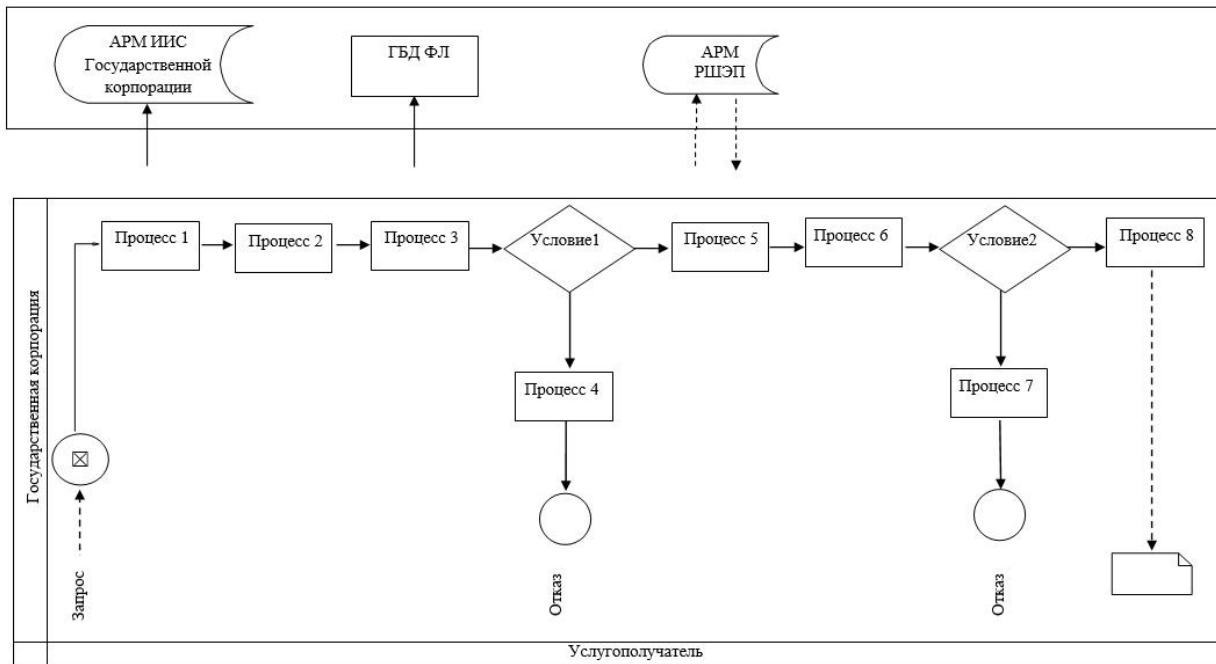 АРМ ИИС
Государственной
корпорации
ГБД ФЛ
АРМ
РШЭП
Государственная корпорация
Процесс 1
Процесс 2
Процесс 3
Условие1
Процесс 5
Процесс 6
Условие2
Процесс 8
Процесс 4
Процесс 7
Запрос
Отказ
Отказ
Услугополучатель